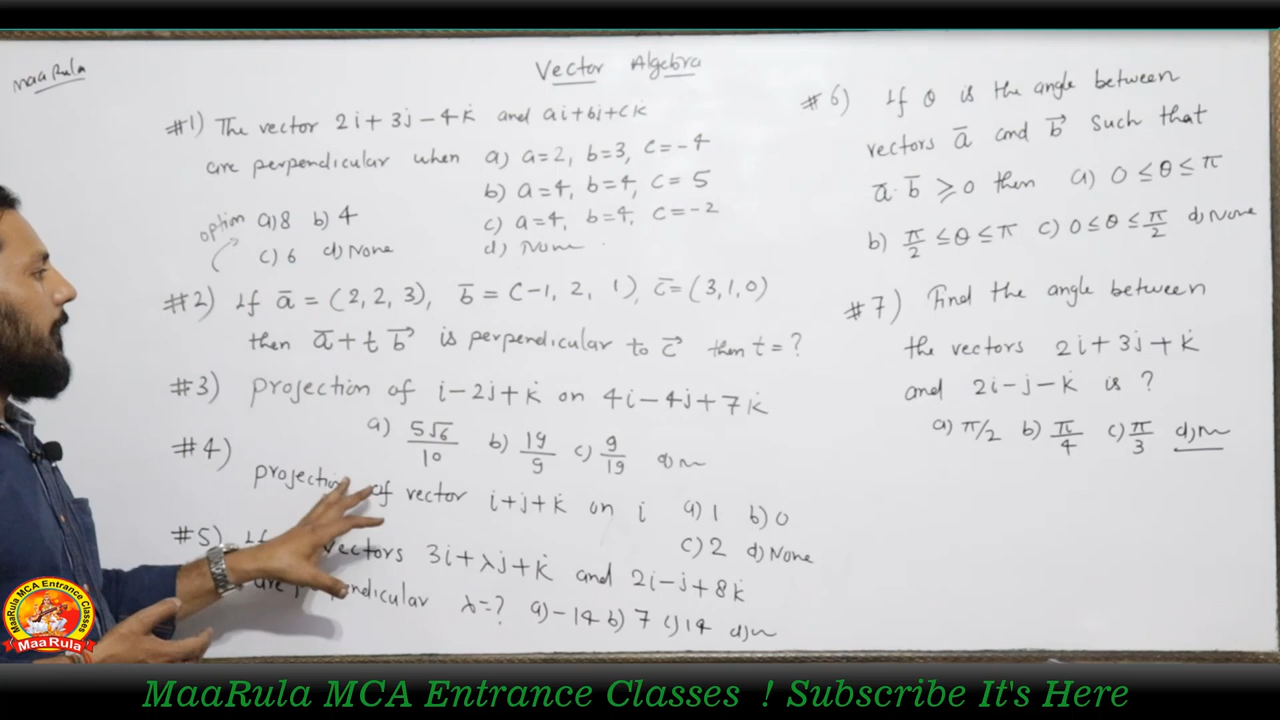 MaaRula
Vector Algebra
#1) The vector 2i + 3j – 4k and ai + bj + ck
are perpendicular when a) a=2, b=3, c=-4
b) a=4, b=4, c=5
c) a=4, b=4, c=-2
d) None
option a) 8 b) 4
c) 6 d) None
#2) If a̅ = (2, 2, 3), b̅ = (-1, 2, 1), c̅ = (3, 1, 0)
then a̅ + t b⃗ is perpendicular to c⃗ then t = ?
#3) projection of i – 2j + k on 4i – 4j + 7k
a) 5√6/10 b) 19/9 c) 9/19 d) n
#4)
projection of vector i + j + k on i a) 1 b) 0
c) 2 d) None
#5) If vectors 3i + λj + k and 2i – j + 8k
are perpendicular λ = ? a) -14 b) 7 c) 14 d) n
#6) If θ is the angle between
vectors a̅ and b⃗ such that
a̅ · b⃗ ≥ 0 then a) 0 ≤ θ ≤ π
b) π/2 ≤ θ ≤ π c) 0 ≤ θ ≤ π/2 d) None
#7) Find the angle between
the vectors 2i + 3j + k
and 2i – j – k is ?
a) π/2 b) π/4 c) π/3 d) n
MaaRula MCA Entrance Classes
MaaRula
MaaRula MCA Entrance Classes ! Subscribe It's Here